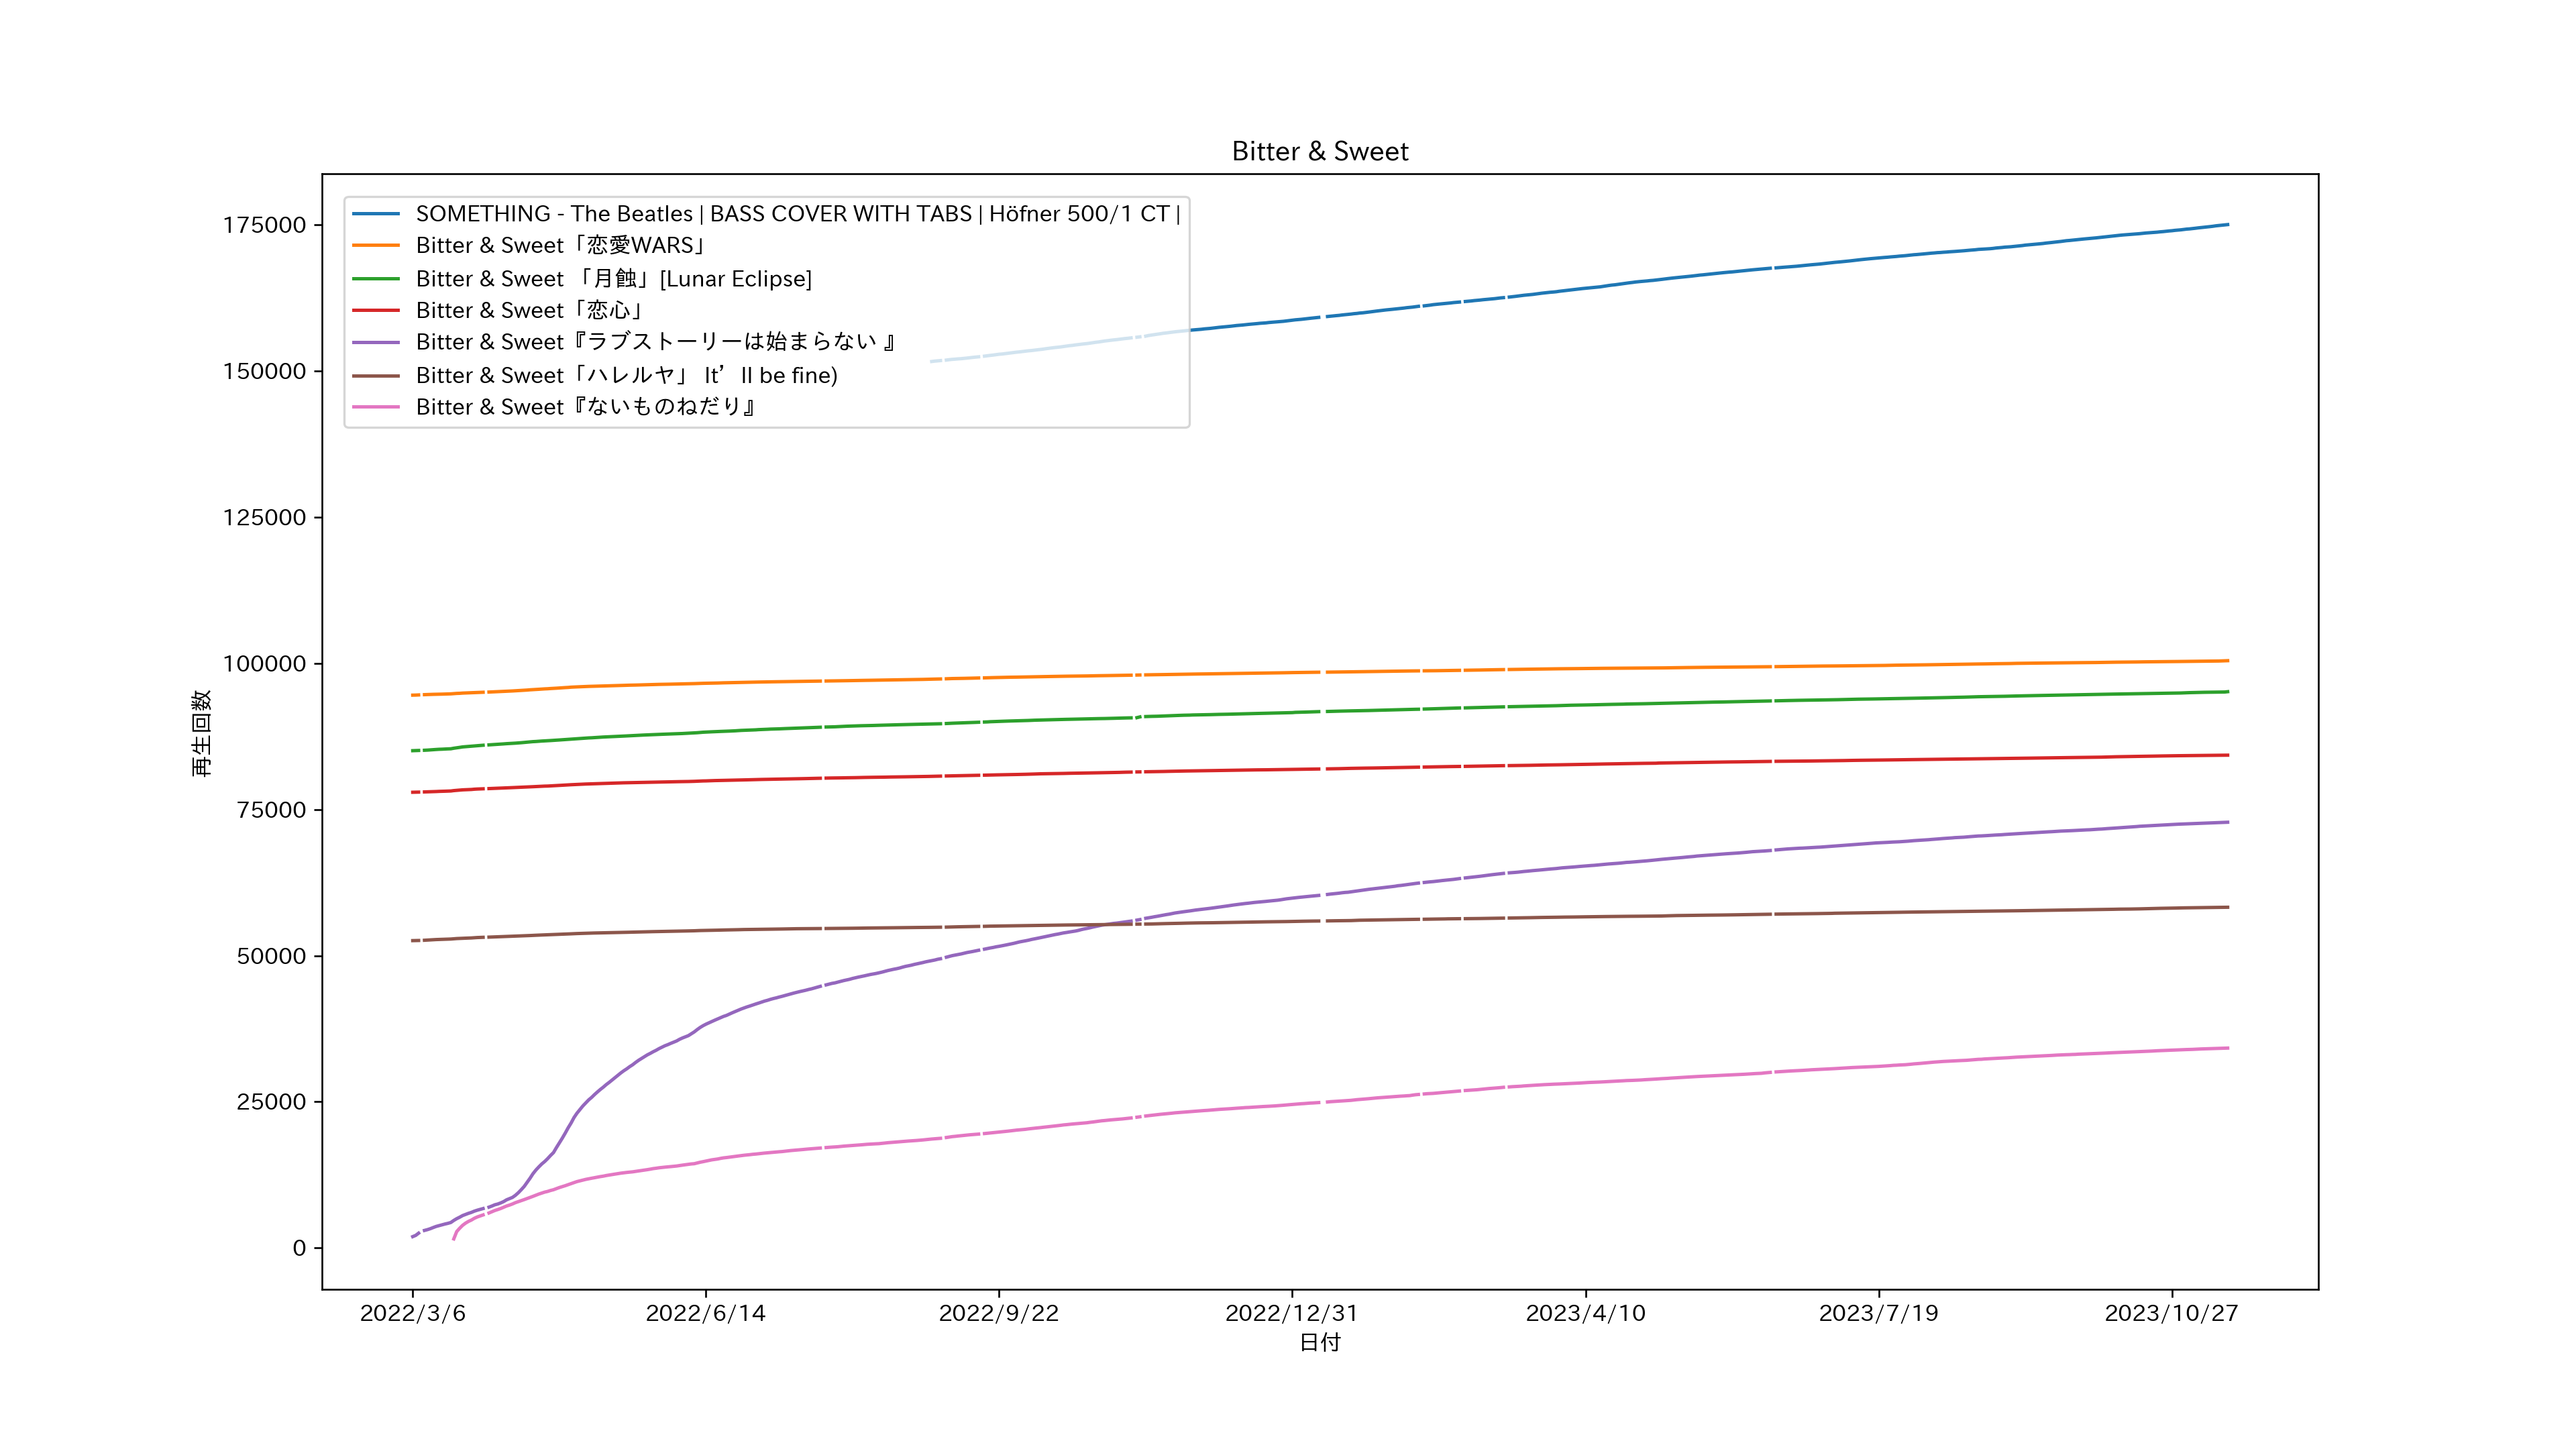 Bitter & Sweet
SOMETHING - The Beatles | BASS COVER WITH TABS | Höfner 500/1 CT |
Bitter & Sweet「恋愛WARS」
Bitter & Sweet 「月蝕」[Lunar Eclipse]
Bitter & Sweet「恋心」
Bitter & Sweet『ラブストーリーは始まらない 』
Bitter & Sweet「ハレルヤ」 It’ll be fine)
Bitter & Sweet『ないものねだり』
再生回数
175000
150000
125000
100000
75000
50000
25000
0
2022/3/6
2022/6/14
2022/9/22
2022/12/31
2023/4/10
2023/7/19
2023/10/27
日付